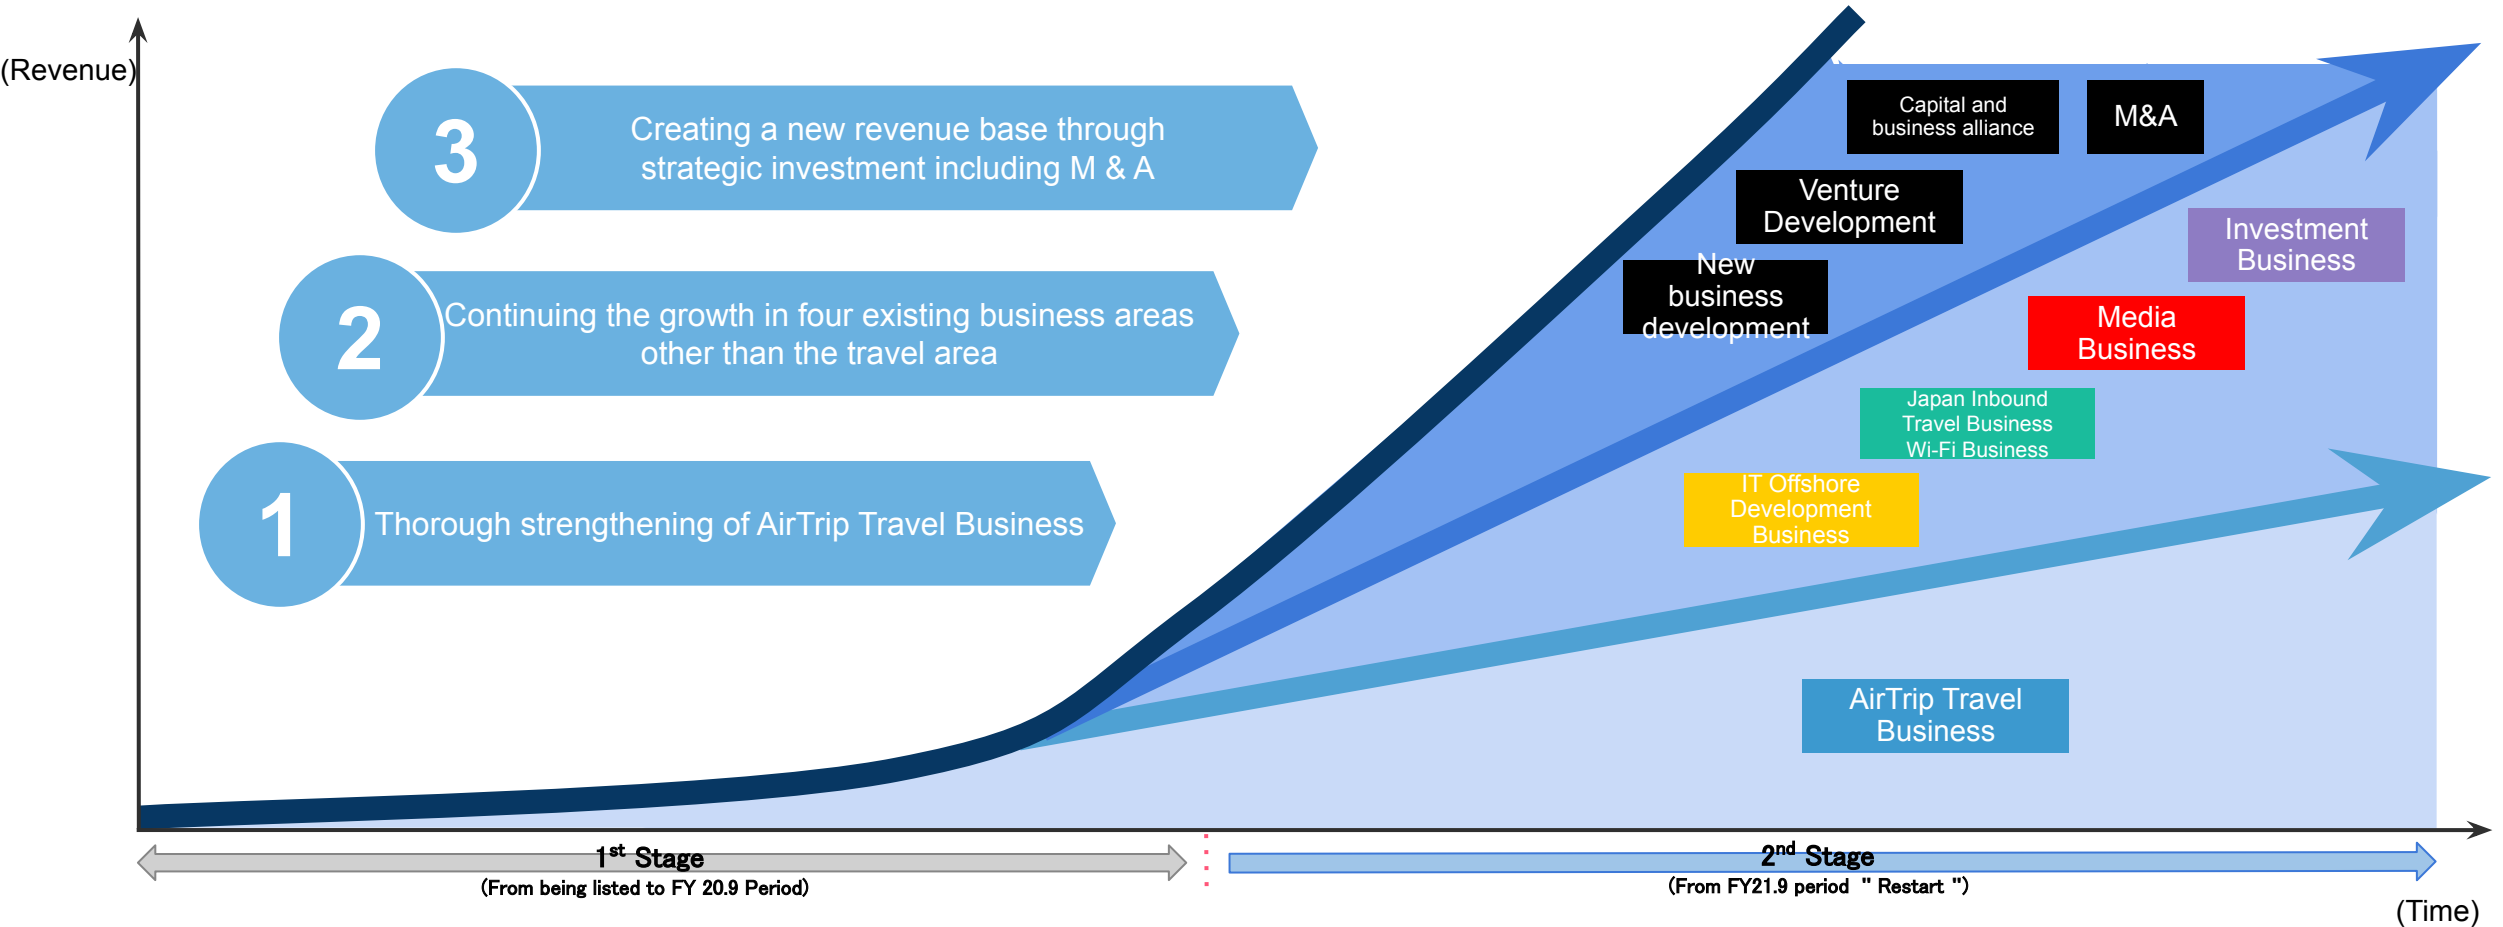 (Revenue)
3
Creating a new revenue base through
strategic investment including M & A
2
Continuing the growth in four existing business areas
other than the travel area
1
Thorough strengthening of AirTrip Travel Business
Capital and
business alliance
M&A
Venture
Development
New
business
development
Investment
Business
Media
Business
Japan Inbound
Travel Business
Wi-Fi Business
IT Offshore
Development
Business
AirTrip Travel
Business
1st Stage
(From being listed to FY 20.9 Period)
2nd Stage
(From FY21.9 period " Restart ")
(Time)